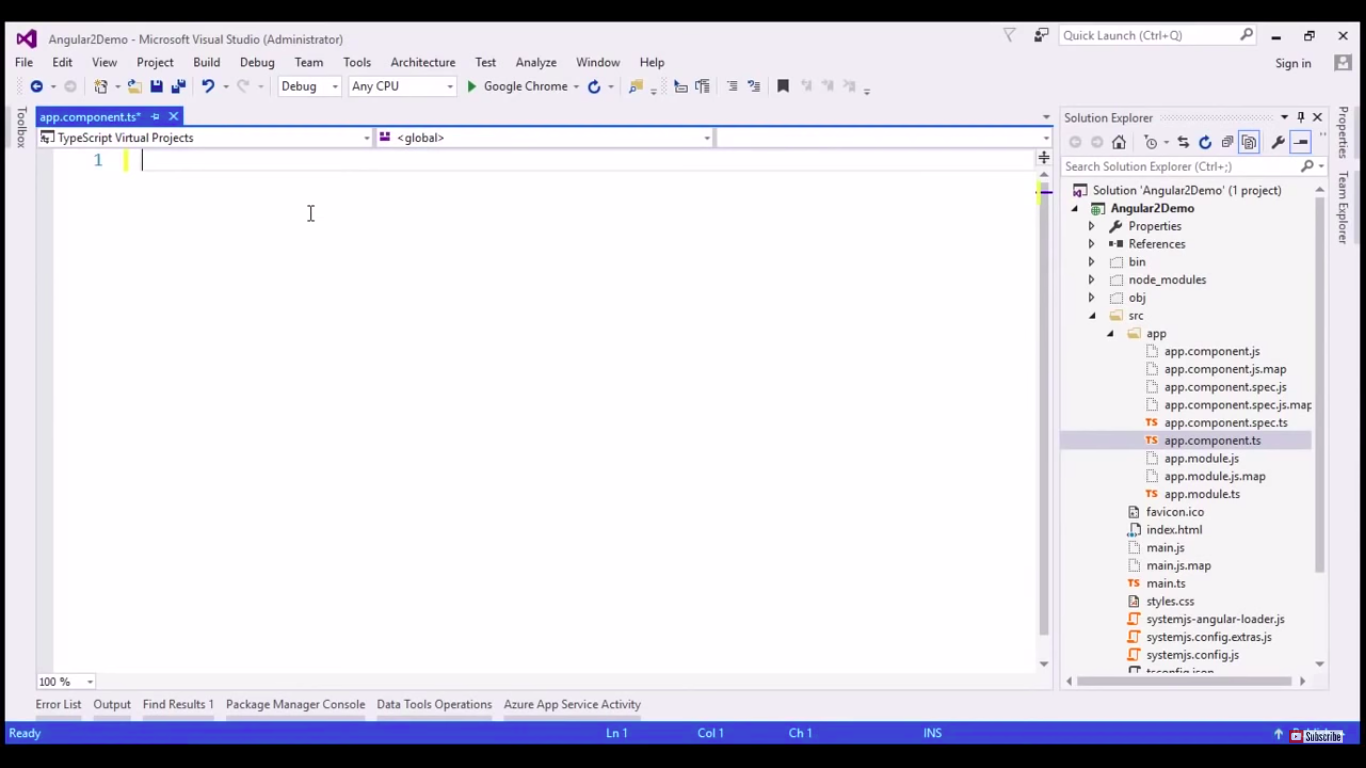 Angular2Demo - Microsoft Visual Studio (Administrator)
Quick Launch (Ctrl+Q)
File Edit View Project Build Debug Team Tools Architecture Test Analyze Window Help
Sign in
Debug Any CPU Google Chrome
Toolbox
app.component.ts*
TypeScript Virtual Projects <global>
1
100 %
Solution Explorer
Search Solution Explorer (Ctrl+;)
Solution 'Angular2Demo' (1 project)
Angular2Demo
Properties
References
bin
node_modules
obj
src
app
app.component.js
app.component.js.map
app.component.spec.js
app.component.spec.js.map
TS app.component.spec.ts
TS app.component.ts
app.module.js
app.module.js.map
TS app.module.ts
favicon.ico
index.html
main.js
main.js.map
TS main.ts
styles.css
systemjs-angular-loader.js
systemjs.config.extras.js
systemjs.config.js
Properties
Team Explorer
Error List Output Find Results 1 Package Manager Console Data Tools Operations Azure App Service Activity
Ready Ln 1 Col 1 Ch 1 INS
Subscribe